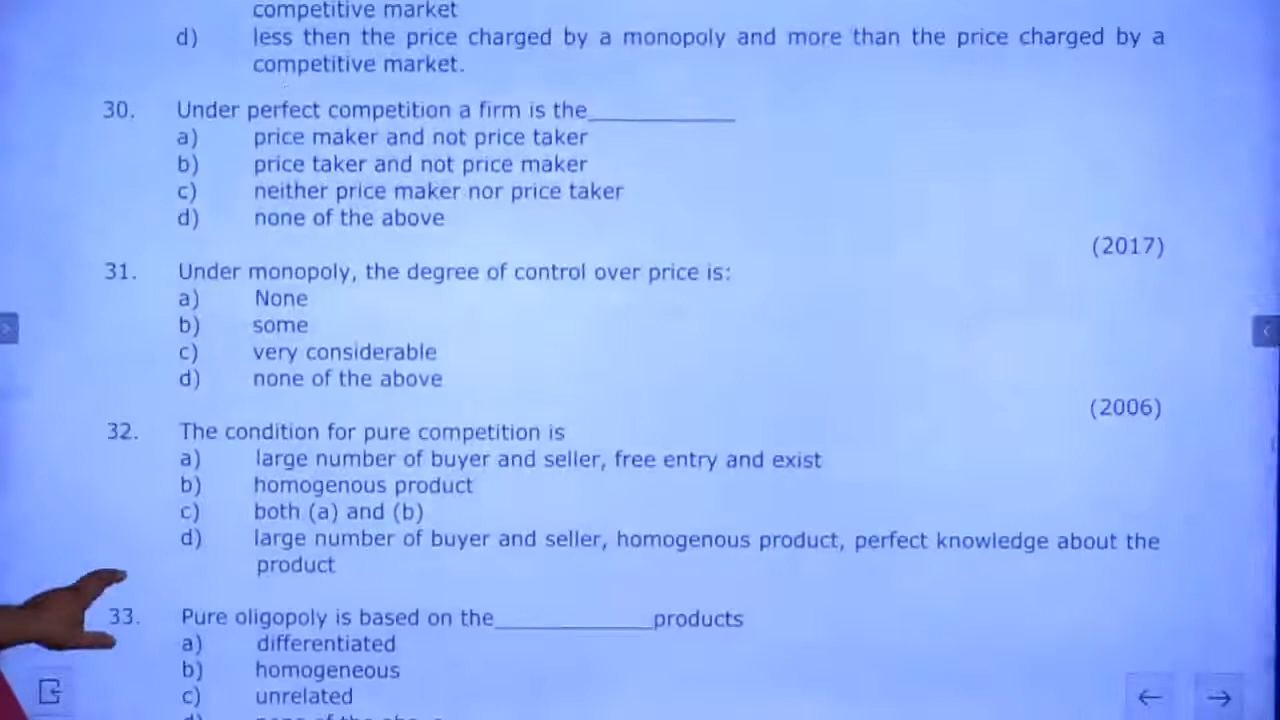 competitive market
d) less then the price charged by a monopoly and more than the price charged by a
competitive market.
30. Under perfect competition a firm is the____________
a) price maker and not price taker
b) price taker and not price maker
c) neither price maker nor price taker
d) none of the above
(2017)
31. Under monopoly, the degree of control over price is:
a) None
b) some
c) very considerable
d) none of the above
(2006)
32. The condition for pure competition is
a) large number of buyer and seller, free entry and exist
b) homogenous product
c) both (a) and (b)
d) large number of buyer and seller, homogenous product, perfect knowledge about the
product
33. Pure oligopoly is based on the_____________products
a) differentiated
b) homogeneous
c) unrelated
d) none of the above